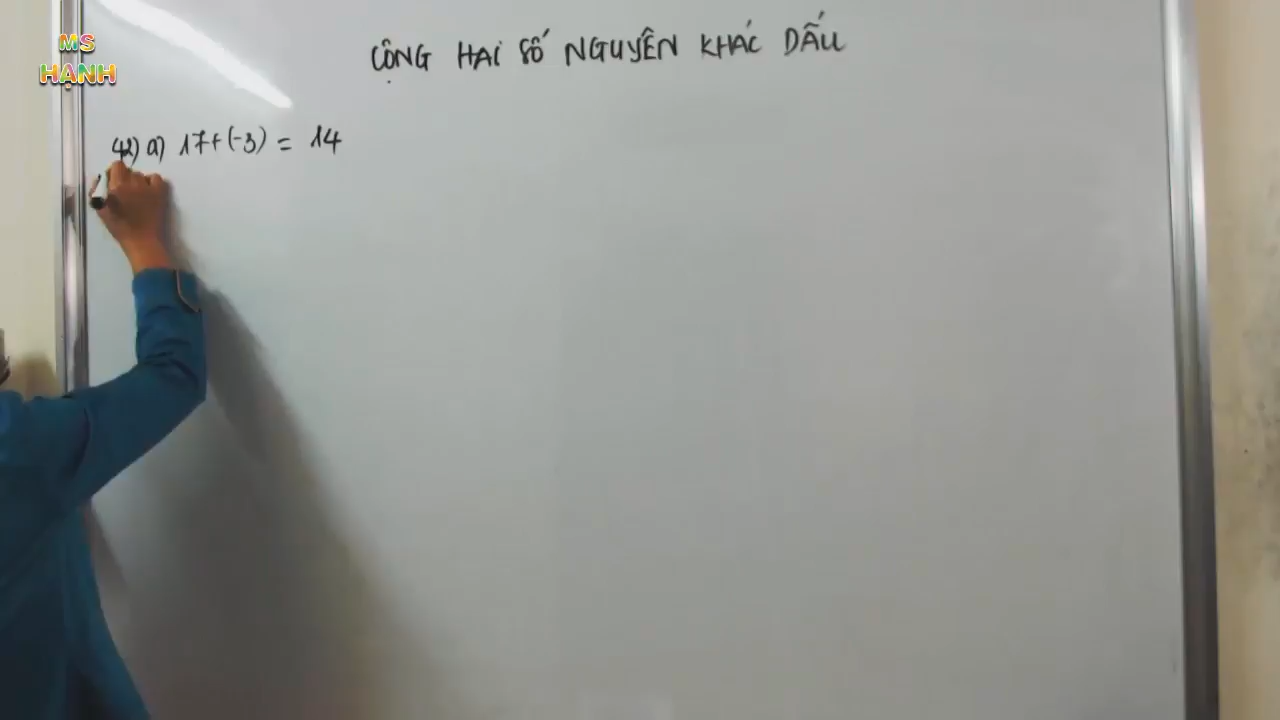 MS
HẠNH
CỘNG HAI SỐ NGUYÊN KHÁC DẤU
42) a) 17+(-3) = 14